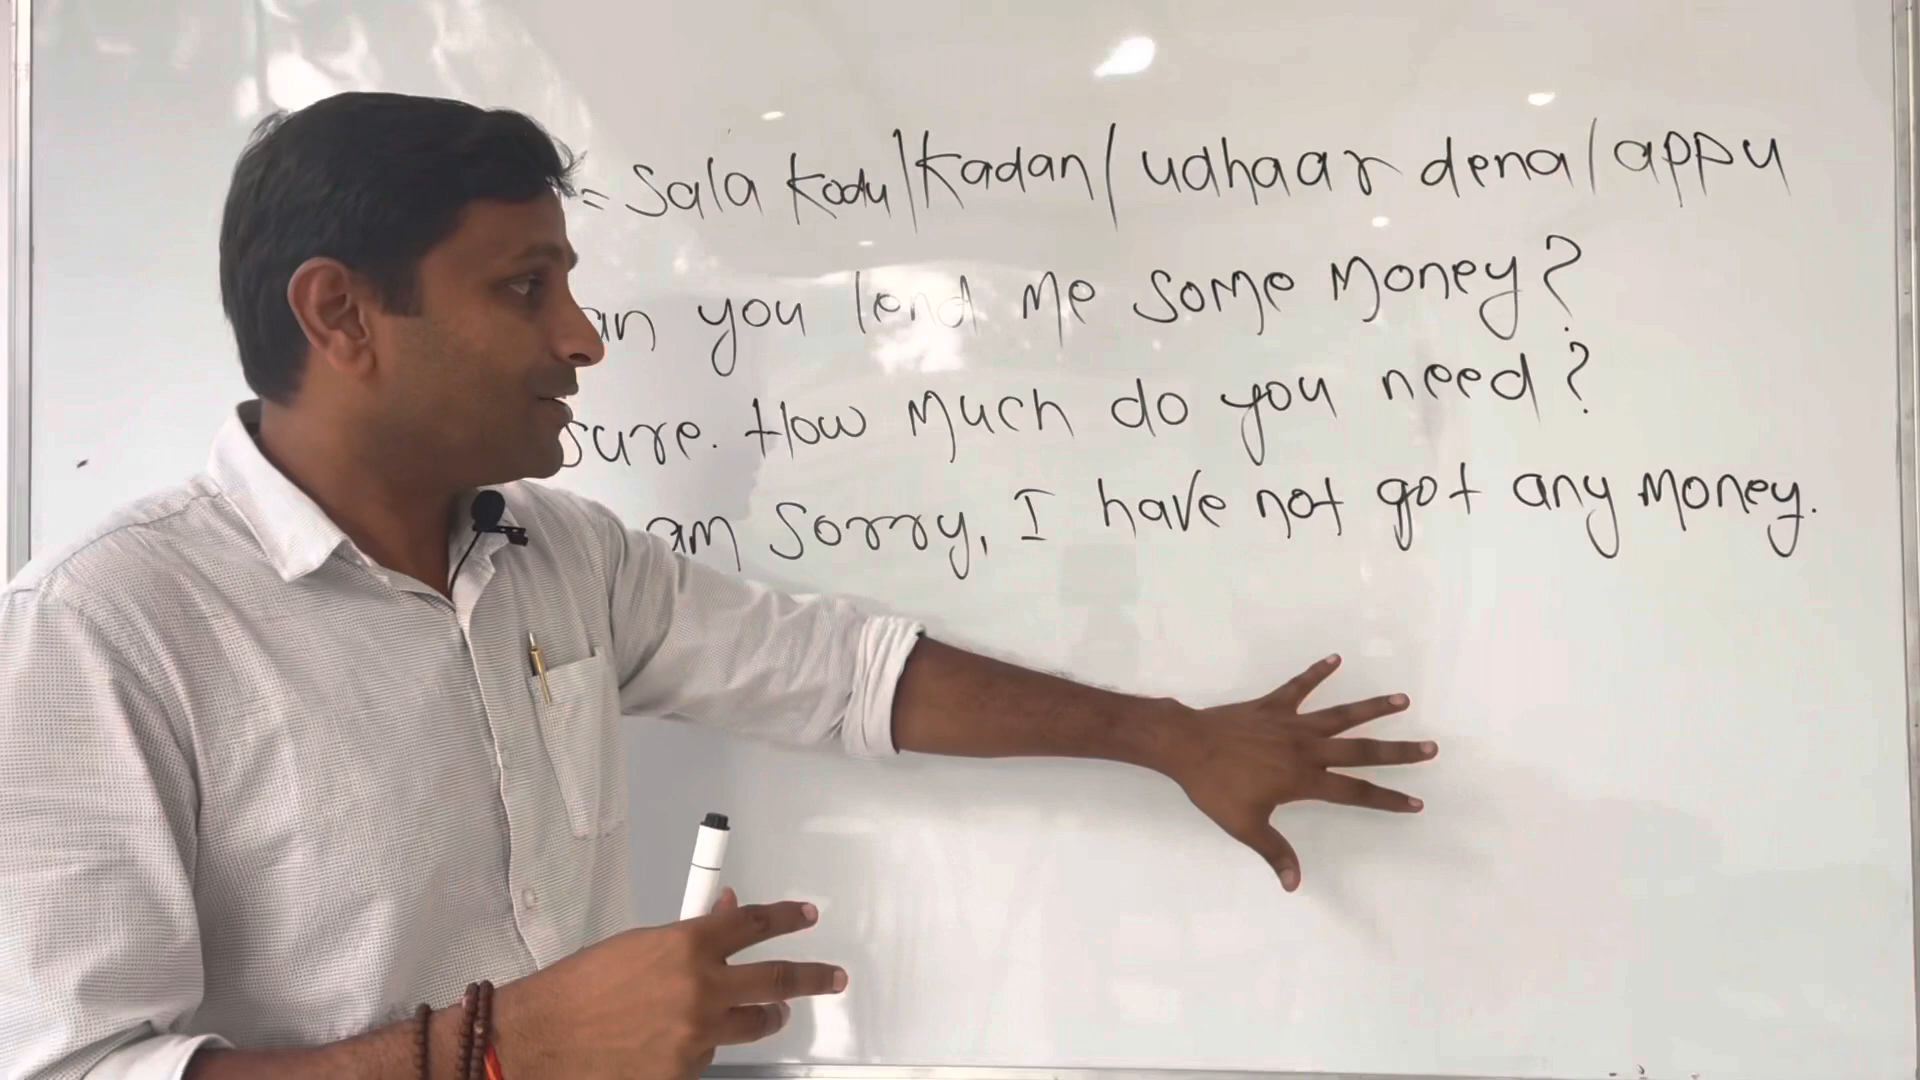 = Sala kodu/kadan/udhaar dena/appu
an you lend me some money?
sure. How much do you need?
am sorry, I have not got any money.